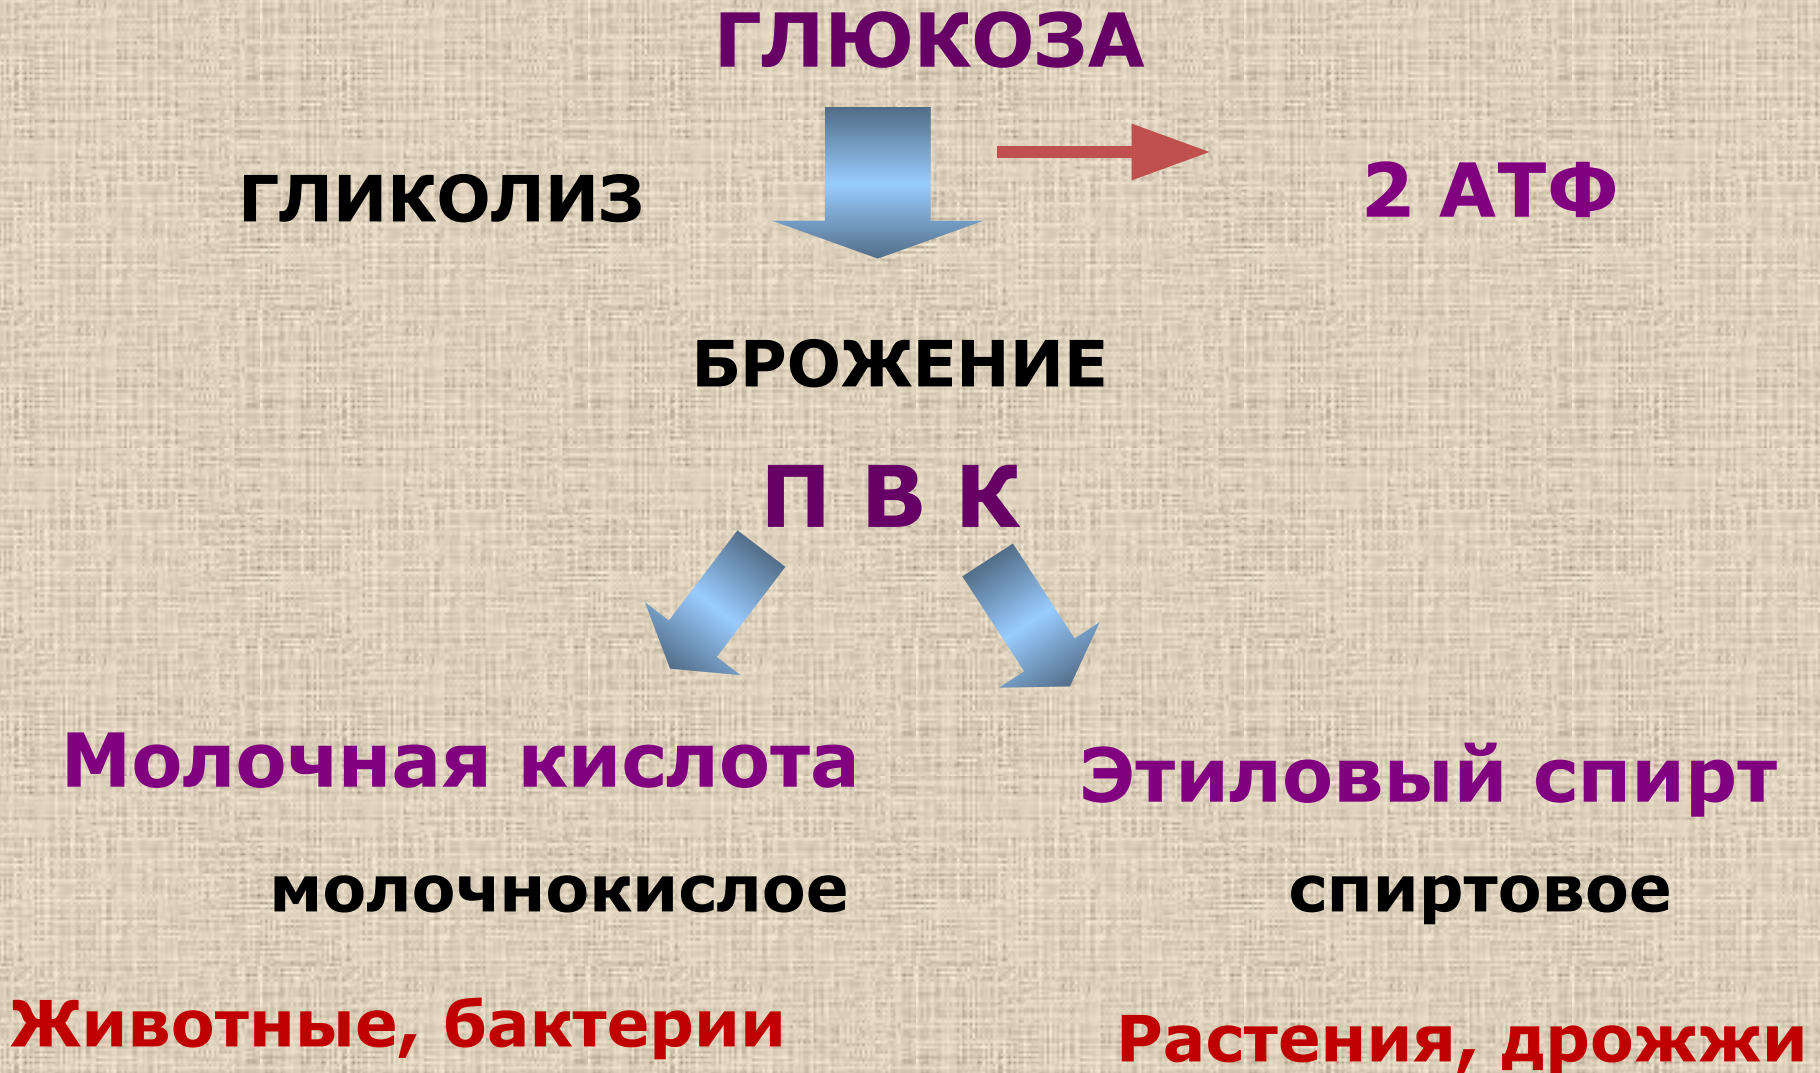 ГЛЮКОЗА
ГЛИКОЛИЗ
2 АТФ
БРОЖЕНИЕ
П В К
Молочная кислота
Этиловый спирт
молочнокислое
спиртовое
Животные, бактерии
Растения, дрожжи